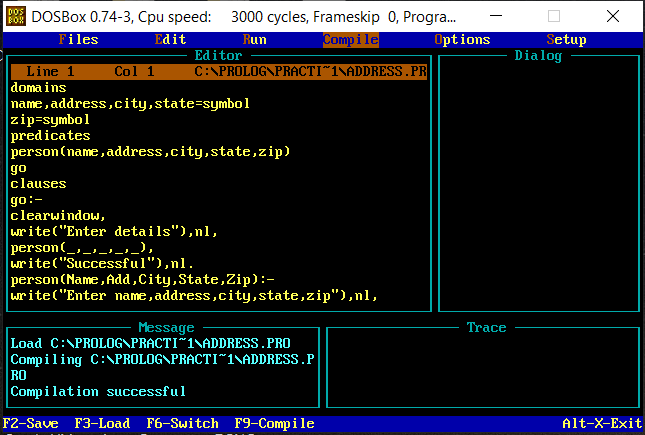 DOS BOX
DOSBox 0.74-3, Cpu speed: 3000 cycles, Frameskip 0, Progra...
Files Edit Run Compile Options Setup
Editor
Line 1 Col 1 C:\PROLOG\PRACTI~1\ADDRESS.PR
domains
name,address,city,state=symbol
zip=symbol
predicates
person(name,address,city,state,zip)
go
clauses
go:-
clearwindow,
write("Enter details"),nl,
person(_,_,_,_,_),
write("Successful"),nl.
person(Name,Add,City,State,Zip):-
write("Enter name,address,city,state,zip"),nl,
Dialog
Message
Load C:\PROLOG\PRACTI~1\ADDRESS.PRO
Compiling C:\PROLOG\PRACTI~1\ADDRESS.P
RO
Compilation successful
Trace
F2-Save F3-Load F6-Switch F9-Compile Alt-X-Exit